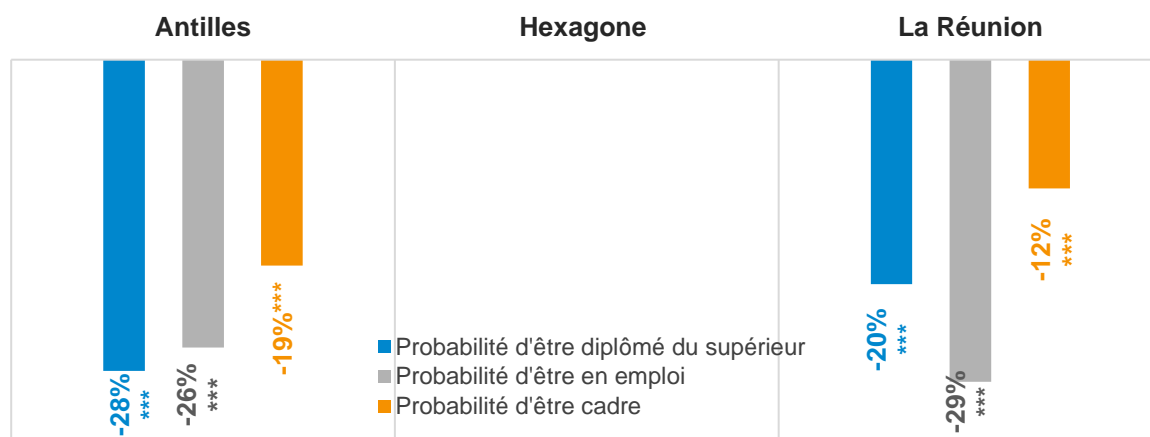 Antilles
Hexagone
La Réunion
-28%
***
-26%
***
-19%***
-20%
***
-29%
***
-12%
***
Probabilité d'être diplômé du supérieur
Probabilité d'être en emploi
Probabilité d'être cadre